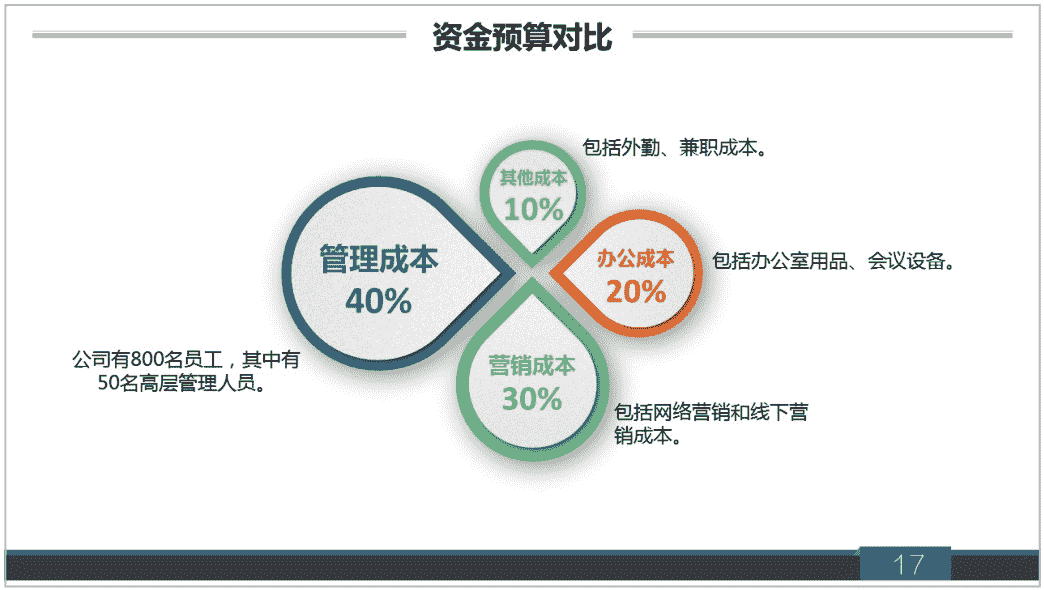 资金预算对比
其他成本
10%
包括外勤、兼职成本。
管理成本
40%
公司有800名员工，其中有
50名高层管理人员。
办公成本
20%
包括办公室用品、会议设备。
营销成本
30%
包括网络营销和线下营
销成本。
17